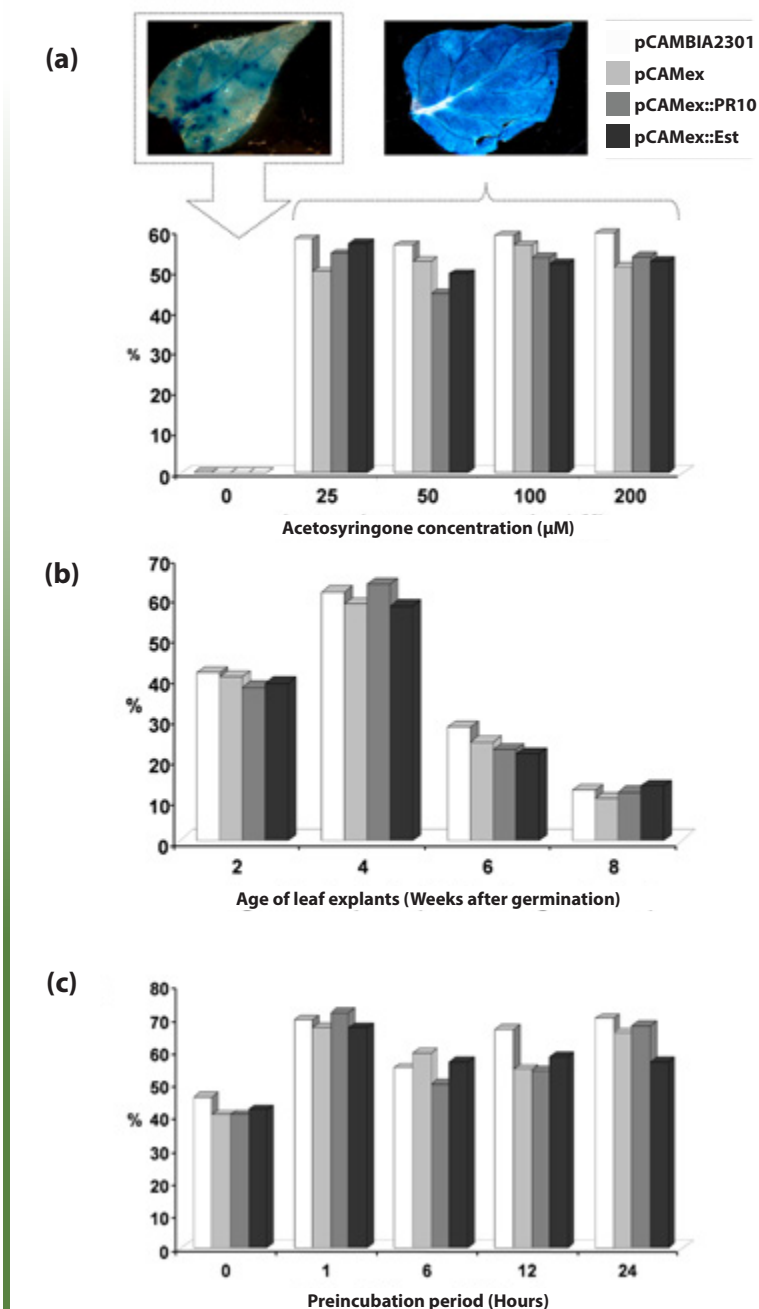 (a)
pCAMBIA2301
pCAMex
pCAMex::PR10
pCAMex::Est
60
50
40
%
30
20
10
0
0 25 50 100 200
Acetosyringone concentration (µM)
(b)
70
60
50
40
%
30
20
10
0
2 4 6 8
Age of leaf explants (Weeks after germination)
(c)
80
70
60
50
%
40
30
20
10
0
0 1 6 12 24
Preincubation period (Hours)